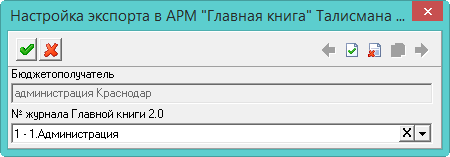 Настройка экспорта в АРМ "Главная книга" Талисмана ...
Бюджетополучатель
администрация Краснодар
№ журнала Главной книги 2.0
1 - 1.Администрация